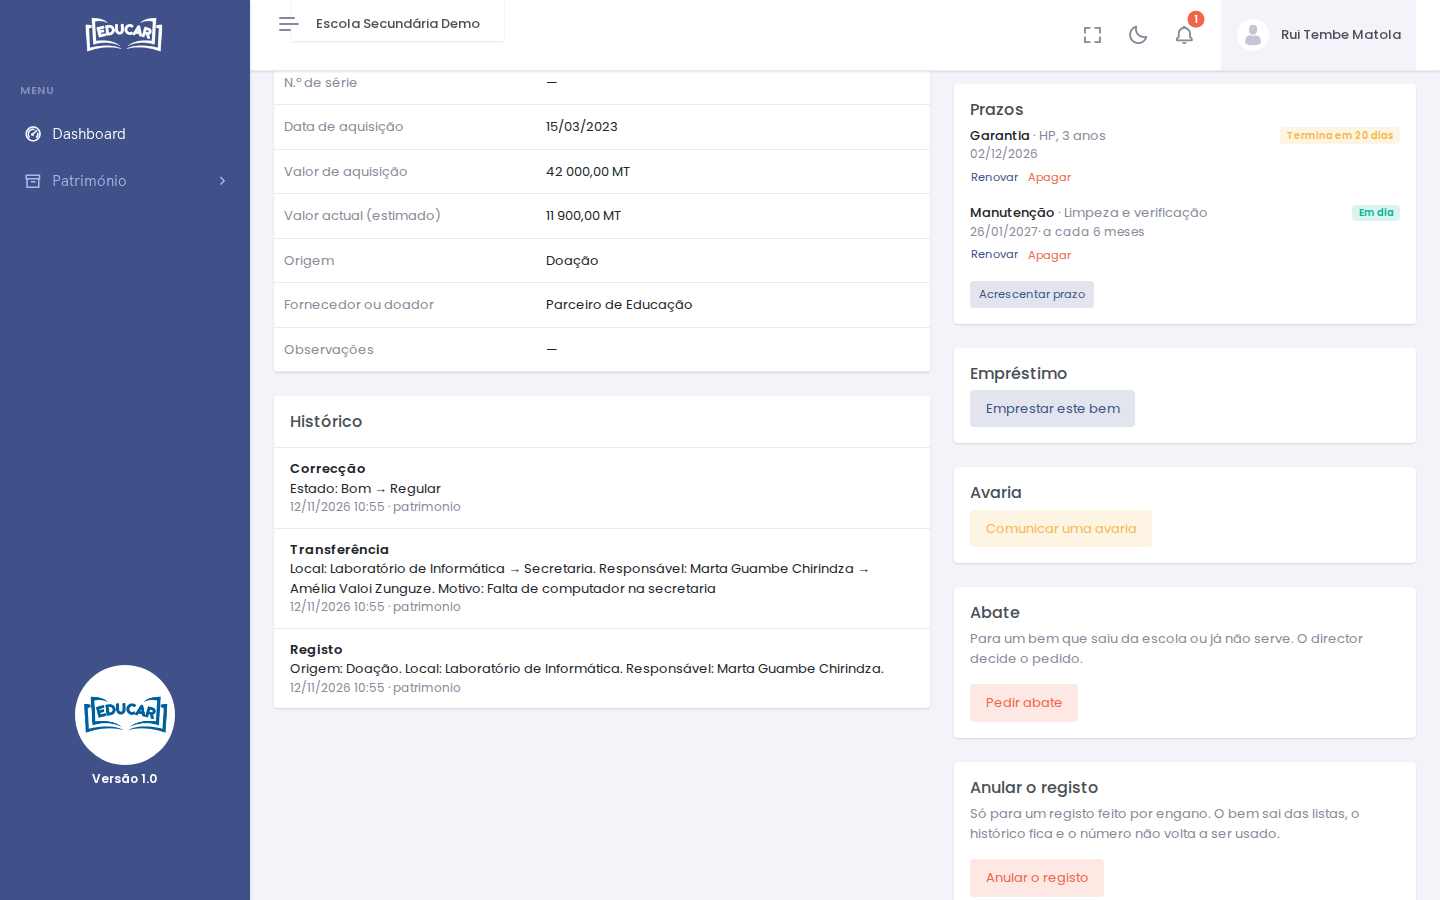 EDUCAR
MENU
Dashboard
Património
EDUCAR
Versão 1.0
Escola Secundária Demo
1
Rui Tembe Matola
N.º de série —
Data de aquisição 15/03/2023
Valor de aquisição 42 000,00 MT
Valor actual (estimado) 11 900,00 MT
Origem Doação
Fornecedor ou doador Parceiro de Educação
Observações —
Histórico
Correcção
Estado: Bom → Regular
12/11/2026 10:55 · patrimonio
Transferência
Local: Laboratório de Informática → Secretaria. Responsável: Marta Guambe Chirindza →
Amélia Valoi Zunguze. Motivo: Falta de computador na secretaria
12/11/2026 10:55 · patrimonio
Registo
Origem: Doação. Local: Laboratório de Informática. Responsável: Marta Guambe Chirindza.
12/11/2026 10:55 · patrimonio
Prazos
Garantia · HP, 3 anos Termina em 20 dias
02/12/2026
Renovar Apagar
Manutenção · Limpeza e verificação Em dia
26/01/2027· a cada 6 meses
Renovar Apagar
Acrescentar prazo
Empréstimo
Emprestar este bem
Avaria
Comunicar uma avaria
Abate
Para um bem que saiu da escola ou já não serve. O director
decide o pedido.
Pedir abate
Anular o registo
Só para um registo feito por engano. O bem sai das listas, o
histórico fica e o número não volta a ser usado.
Anular o registo